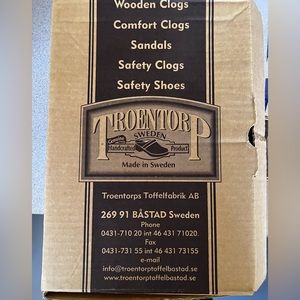 Wooden Clogs
Comfort Clogs
Sandals
Safety Clogs
Safety Shoes
TROENTORP
SWEDEN
Handcrafted Product
Made in Sweden
Troentorps Toffelfabrik AB
269 91 BÅSTAD Sweden
Phone
0431-710 20 int 46 431 71020
Fax
0431-731 55 int 46 431 73155
e-mail
info@troentorptoffelbastad.se
www.troentorptoffelbastad.se